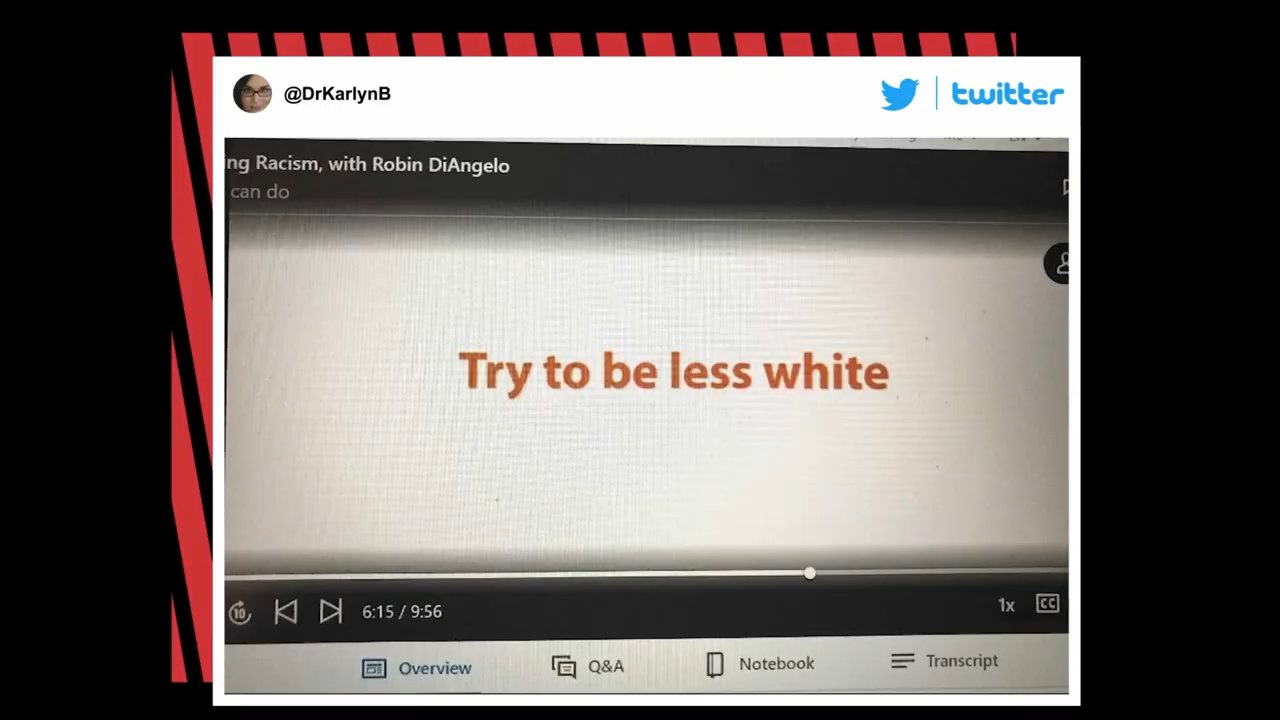 @DrKarlynB
twitter
ng Racism, with Robin DiAngelo
can do
Try to be less white
10
6:15 / 9:56
1x
CC
Overview
Q&A
Notebook
Transcript